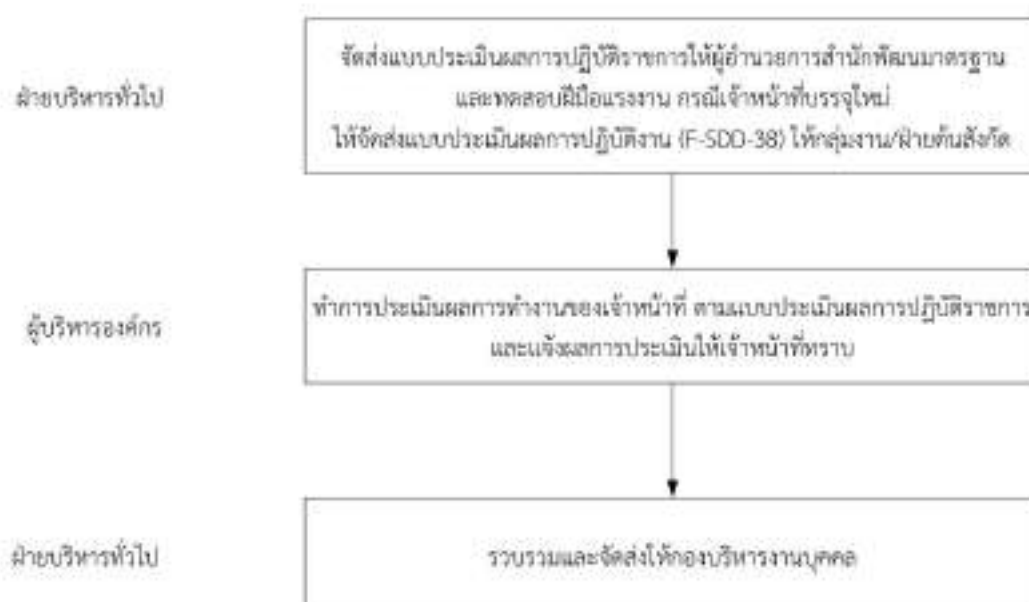 จัดส่งแบบประเมินผลการปฏิบัติราชการให้ผู้อำนวยการสำนักพัฒนามาตรฐาน
ฝ่ายบริหารทั่วไป
และทดสอบฝีมือแรงงาน กรณีเจ้าหน้าที่บรรจุใหม่
ให้จัดส่งแบบประเมินผลการปฏิบัติงาน (F-SDD-38) ให้กลุ่มงาน/ฝ่ายต้นสังกัด
ผู้บริหารองค์กร
ทำการประเมินผลการทำงานของเจ้าหน้าที่ ตามแบบประเมินผลการปฏิบัติราชการ
และแจ้งผลการประเมินให้เจ้าหน้าที่ทราบ
ฝ่ายบริหารทั่วไป
รวบรวมและจัดส่งให้กองบริหารงานบุคคล